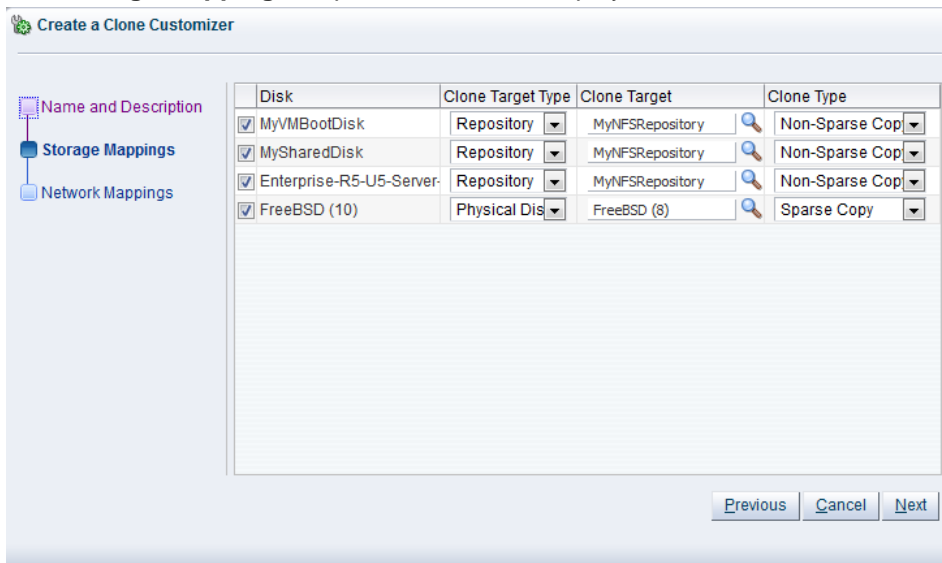 Create a Clone Customizer
Name and Description
Storage Mappings
Network Mappings
Disk Clone Target Type Clone Target Clone Type
MyVMBootDisk Repository MyNFSRepository Non-Sparse Cop
MySharedDisk Repository MyNFSRepository Non-Sparse Cop
Enterprise-R5-U5-Server- Repository MyNFSRepository Non-Sparse Cop
FreeBSD (10) Physical Dis FreeBSD (8) Sparse Copy
Previous Cancel Next